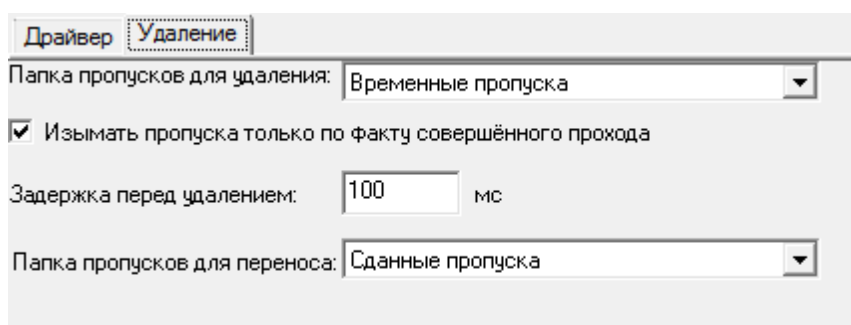 Драйвер Удаление
Папка пропусков для удаления: Временные пропуска
Изымать пропуска только по факту совершённого прохода
Задержка перед удалением: 100 мс
Папка пропусков для переноса: Сданные пропуска